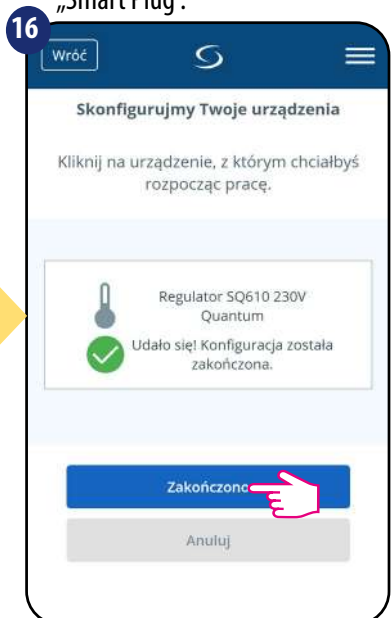 „Smart Plug".
16
Wróć
Skonfigurujmy Twoje urządzenia
Kliknij na urządzenie, z którym chciałbyś
rozpocząc pracę.
Regulator SQ610 230V
Quantum
Udało się! Konfiguracja została
zakończona.
Zakończono
Anuluj